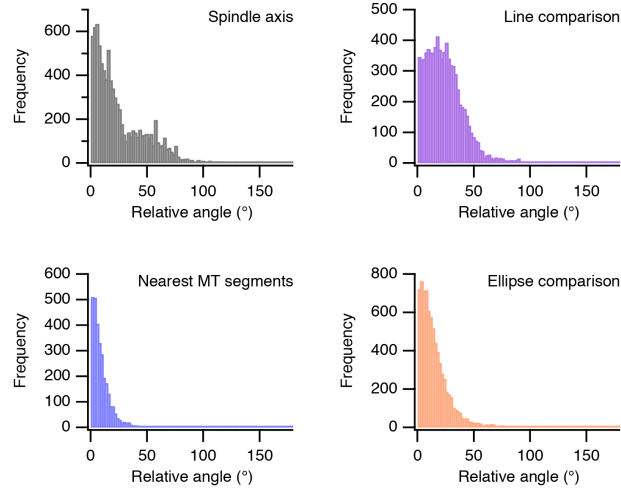 Spindle axis
600
400
200
0
Frequency
0 50 100 150
Relative angle (°)
Line comparison
500
400
300
200
100
0
Frequency
0 50 100 150
Relative angle (°)
Nearest MT segments
600
500
400
300
200
100
0
Frequency
0 50 100 150
Relative angle (°)
Ellipse comparison
800
600
400
200
0
Frequency
0 50 100 150
Relative angle (°)